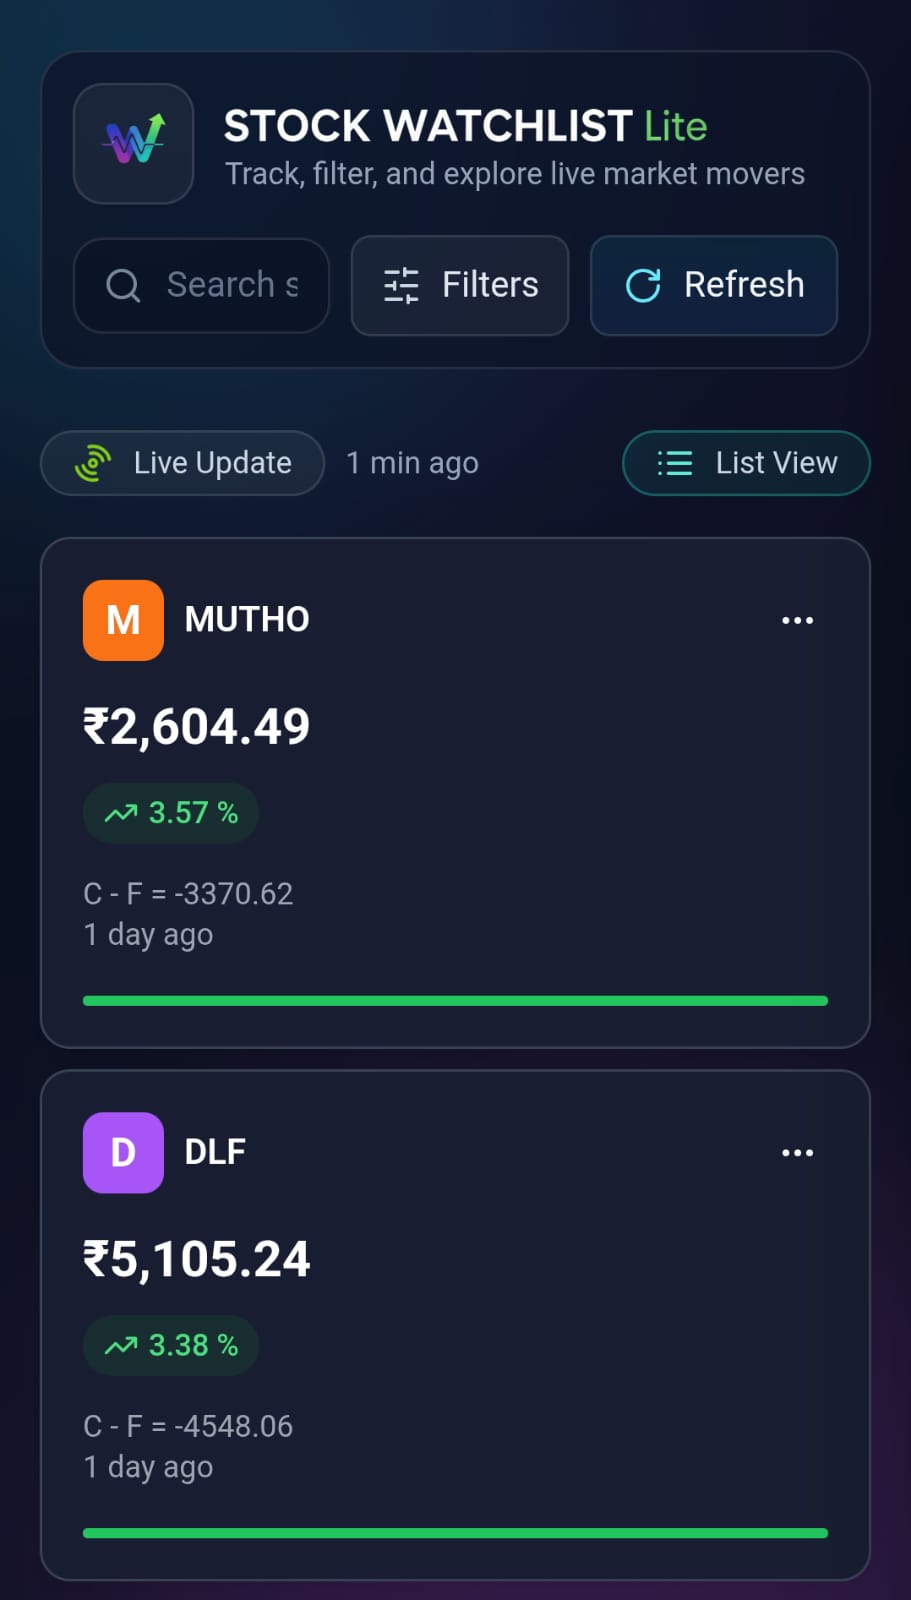 STOCK WATCHLIST Lite
Track, filter, and explore live market movers
Search s
Filters
Refresh
Live Update
1 min ago
List View
M
MUTHO
₹2,604.49
3.57 %
C - F = -3370.62
1 day ago
D
DLF
₹5,105.24
3.38 %
C - F = -4548.06
1 day ago